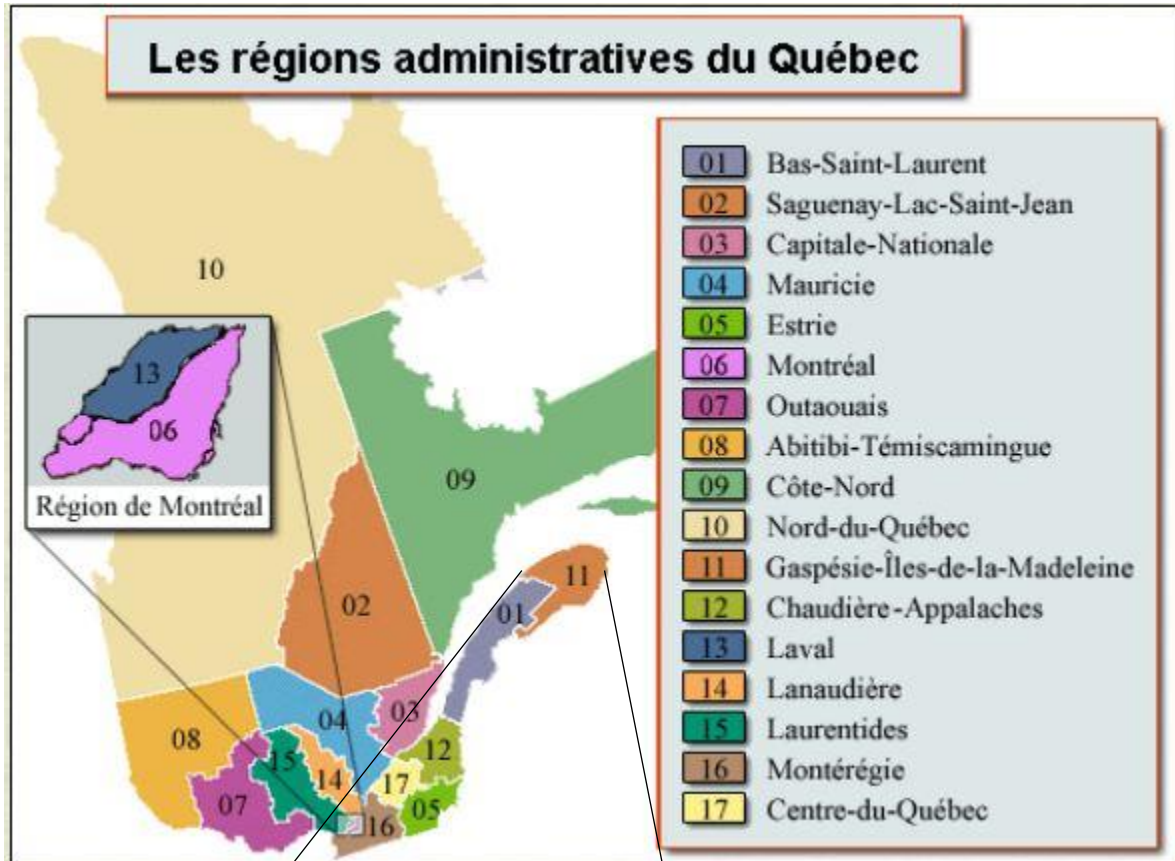 Les régions administratives du Québec
01 Bas-Saint-Laurent
02 Saguenay-Lac-Saint-Jean
03 Capitale-Nationale
04 Mauricie
05 Estrie
06 Montréal
07 Outaouais
08 Abitibi-Témiscamingue
09 Côte-Nord
10 Nord-du-Québec
11 Gaspésie-Îles-de-la-Madeleine
12 Chaudière-Appalaches
13 Laval
14 Lanaudière
15 Laurentides
16 Montérégie
17 Centre-du-Québec
10
13
06
Région de Montréal
09
11
02
01
04
03
08
12
15
14
17
07
05
16